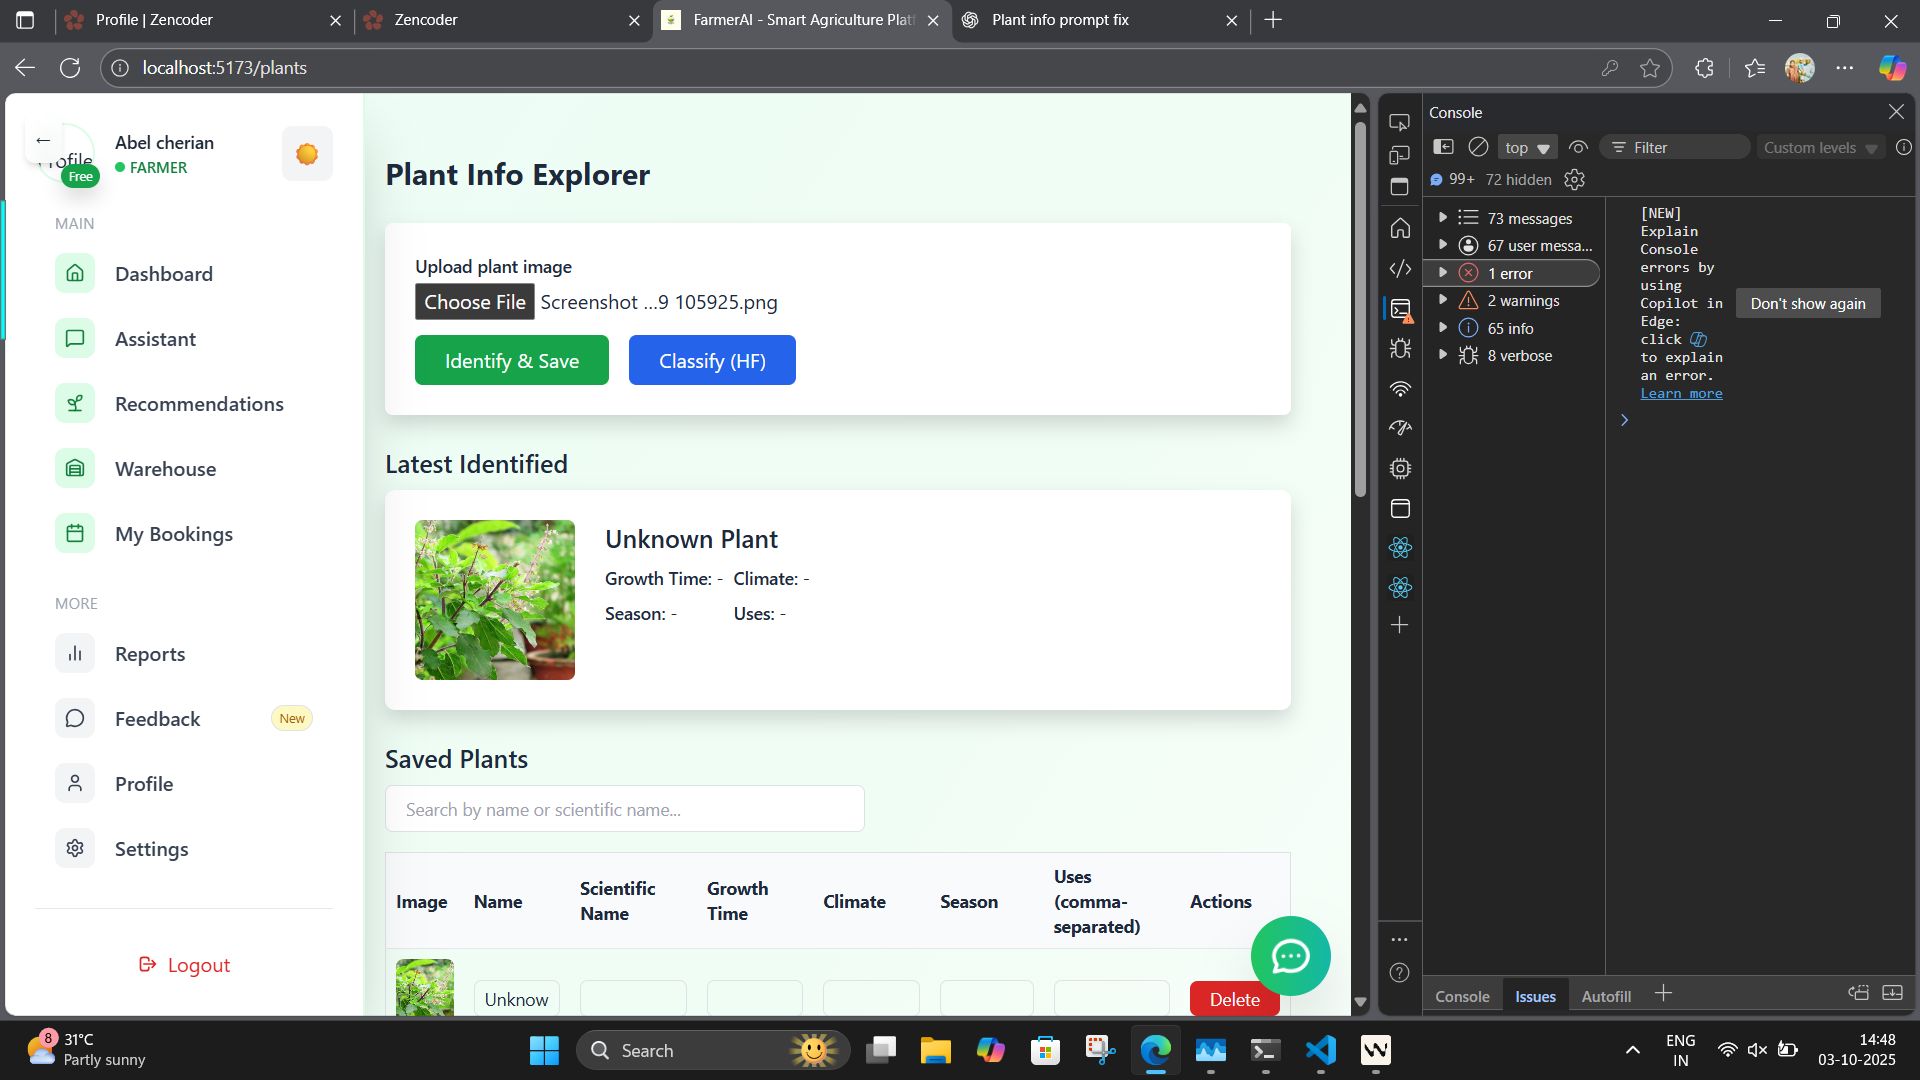 Profile | Zencoder
Zencoder
FarmerAI - Smart Agriculture Platf
Plant info prompt fix
localhost:5173/plants
Profile
Free
Abel cherian
FARMER
MAIN
Dashboard
Assistant
Recommendations
Warehouse
My Bookings
MORE
Reports
Feedback
New
Profile
Settings
Logout
Plant Info Explorer
Upload plant image
Choose File Screenshot ...9 105925.png
Identify & Save
Classify (HF)
Latest Identified
Unknown Plant
Growth Time: - Climate: -
Season: - Uses: -
Saved Plants
Search by name or scientific name...
Image
Name
Scientific
Name
Growth
Time
Climate
Season
Uses
(comma-
separated)
Actions
Unknow
Delete
Console
top
Filter
Custom levels
99+ 72 hidden
73 messages
67 user messa...
1 error
2 warnings
65 info
8 verbose
[NEW]
Explain
Console
errors by
using
Copilot in
Edge:
click
to explain
an error.
Learn more
Don't show again
Console
Issues
Autofill
8
31°C
Partly sunny
Search
ENG
IN
14:48
03-10-2025